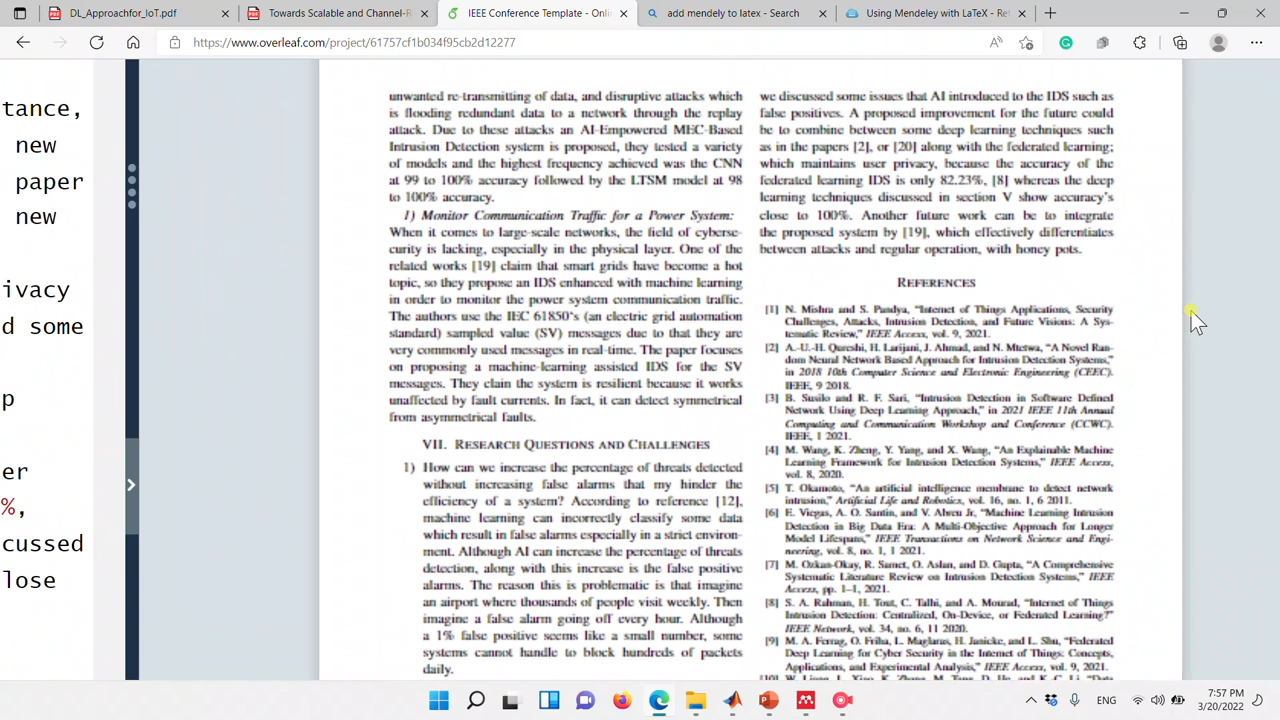 DL_Approachfor_IoT.pdf
Towards Scalable and Channel-R
IEEE Conference Template - Onli
add mendely to latex - Search
Using Mendeley with LaTeX - Ref
https://www.overleaf.com/project/61757cf1b034f95cb2d12277
tance,
new
paper
new
ivacy
d some
p
er
%,
cussed
lose
unwanted re-transmitting of data, and disruptive attacks which
is flooding redundant data to a network through the replay
attack. Due to these attacks an AI-Empowered MEC-Based
Intrusion Detection system is proposed, they tested a variety
of models and the highest frequency achieved was the CNN
at 99 to 100% accuracy followed by the LTSM model at 98
to 100% accuracy.
1) Monitor Communication Traffic for a Power System:
When it comes to large-scale networks, the field of cyberse-
curity is lacking, especially in the physical layer. One of the
related works [19] claim that smart grids have become a hot
topic, so they propose an IDS enhanced with machine learning
in order to monitor the power system communication traffic.
The authors use the IEC 61850's (an electric grid automation
standard) sampled value (SV) messages due to that they are
very commonly used messages in real-time. The paper focuses
on proposing a machine-learning assisted IDS for the SV
messages. They clain the system is resilient because it works
unaffected by fault currents. In fact, it can detect symmetrical
from asymmetrical faults.
VII. RESEARCH QUESTIONS AND CHALLENGES
1) How can we increase the percentage of threats detected
without increasing false alarms that my hinder the
efficiency of a system? According to reference [12],
machine learning can incorrectly classify some data
which result in false alarms especially in a strict environ-
ment. Although AI can increase the percentage of threats
detection, along with this increase is the false positive
alarms. The reason this is problematic is that imagine
an airport where thousands of people visit weekly. Then
imagine a false alarm going off every hour. Although
a 1% false positive seems like a small number, some
systems cannot handle to block hundreds of packets
daily.
we discussed some issues that AI introduced to the IDS such as
false positives. A proposed improvement for the future could
be to combine between some deep learning techniques such
as in the papers [2], or [20] along with the federated learning;
which maintains user privacy, because the accuracy of the
federated learning IDS is only 82.23%, [8] whereas the deep
learning techniques discussed in section V show accuracy's
close to 100%. Another future work can be to integrate
the proposed system by [19], which effectively differentiates
between attacks and regular operation, with honey pots.
REFERENCES
[1] N. Mishra and S. Pandya, "Internet of Things Applications, Security
Challenges, Attacks, Intrusion Detection, and Future Visions: A Sys-
tematic Review," IEEE Access, vol. 9, 2021.
[2] A.-U.-H. Qureshi, H. Larijani, J. Ahmad, and N. Mtetwa, "A Novel Ran-
dom Neural Network Based Approach for Intrusion Detection Systems,"
in 2018 10th Computer Science and Electronic Engineering (CEEC).
IEEE, 9 2018.
[3] B. Susilo and R. F. Sari, "Intrusion Detection in Software Defined
Network Using Deep Learning Approach," in 2021 IEEE 11th Annual
Computing and Communication Workshop and Conference (CCWC).
IEEE, 1 2021.
[4] M. Wang, K. Zheng, Y. Yang, and X. Wang, "An Explainable Machine
Learning Framework for Intrusion Detection Systems," IEEE Access,
vol. 8, 2020.
[5] T. Okamoto, "An artificial intelligence membrane to detect network
intrusion," Artificial Life and Robotics, vol. 16, no. 1, 6 2011.
[6] E. Viegas, A. O. Santin, and V. Abreu Jr, "Machine Learning Intrusion
Detection in Big Data Era: A Multi-Objective Approach for Longer
Model Lifespans," IEEE Transactions on Network Science and Engi-
neering, vol. 8, no. 1, 1 2021.
[7] M. Ozkan-Okay, R. Samet, O. Aslan, and D. Gupta, "A Comprehensive
Systematic Literature Review on Intrusion Detection Systems," IEEE
Access, pp. 1–1, 2021.
[8] S. A. Rahman, H. Tout, C. Talhi, and A. Mourad, "Internet of Things
Intrusion Detection: Centralized, On-Device, or Federated Learning?"
IEEE Network, vol. 34, no. 6, 11 2020.
[9] M. A. Ferrag, O. Friha, L. Maglaras, H. Janicke, and L. Shu, "Federated
Deep Learning for Cyber Security in the Internet of Things: Concepts,
Applications, and Experimental Analysis," IEEE Access, vol. 9, 2021.
ENG
7:57 PM
3/20/2022